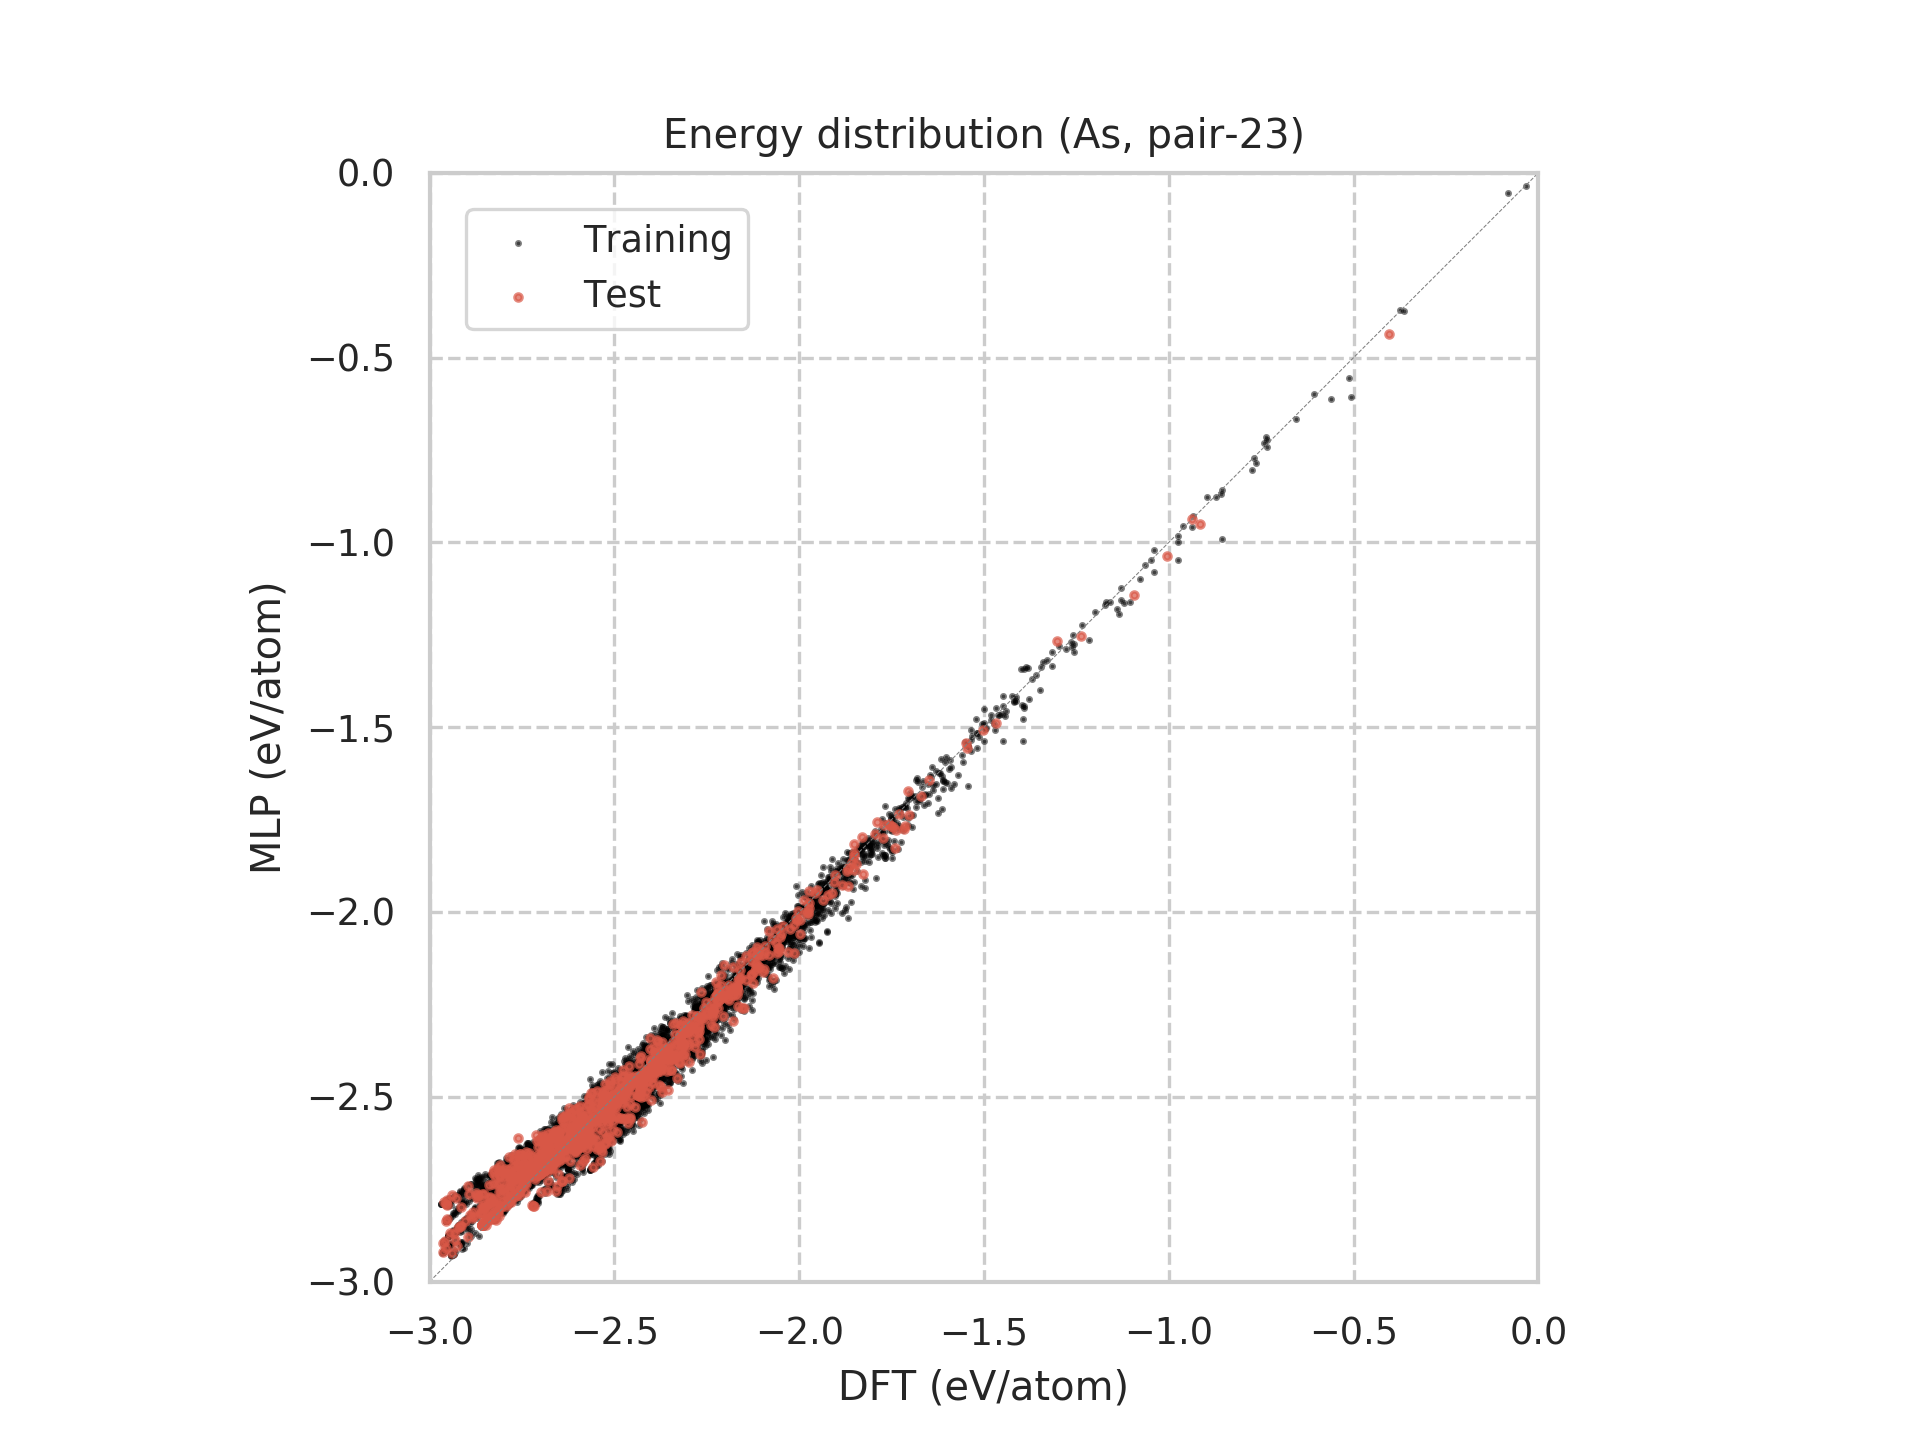 Energy distribution (As, pair-23)
Training
Test
0.0
−0.5
−1.0
−1.5
−2.0
−2.5
−3.0
MLP (eV/atom)
−3.0 −2.5 −2.0 −1.5 −1.0 −0.5 0.0
DFT (eV/atom)